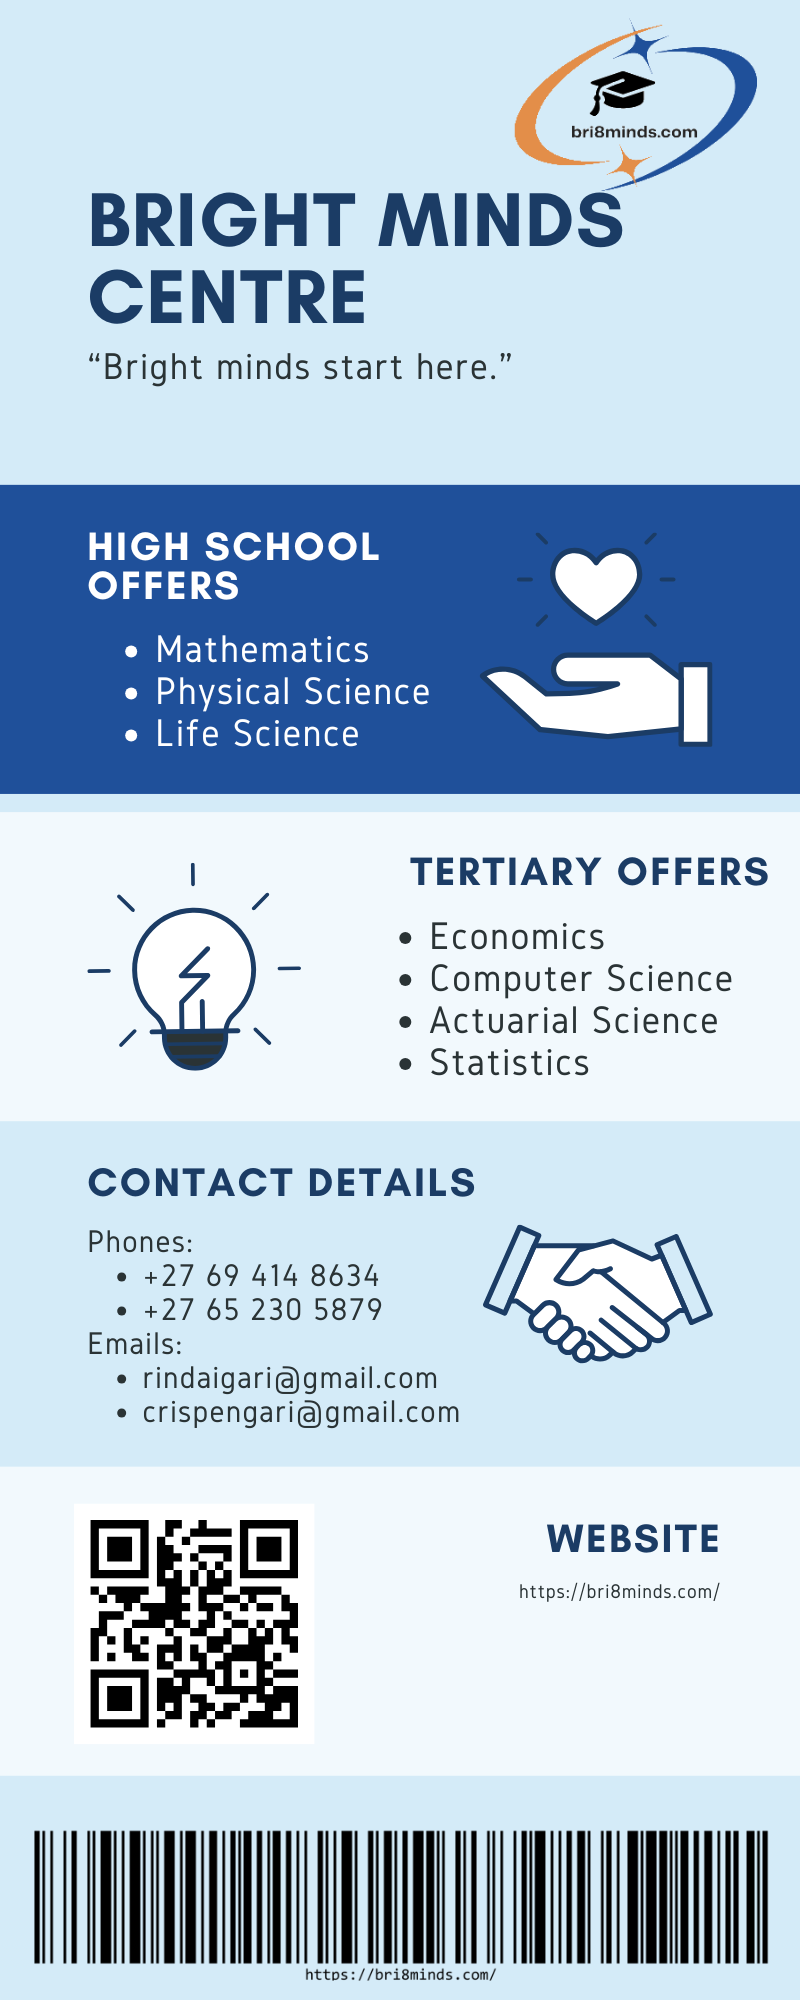 bri8minds.com
BRIGHT MINDS
CENTRE
“Bright minds start here.”
HIGH SCHOOL
OFFERS
• Mathematics
• Physical Science
• Life Science
TERTIARY OFFERS
• Economics
• Computer Science
• Actuarial Science
• Statistics
CONTACT DETAILS
Phones:
• +27 69 414 8634
• +27 65 230 5879
Emails:
• rindaigari@gmail.com
• crispengari@gmail.com
WEBSITE
https://bri8minds.com/
https://bri8minds.com/